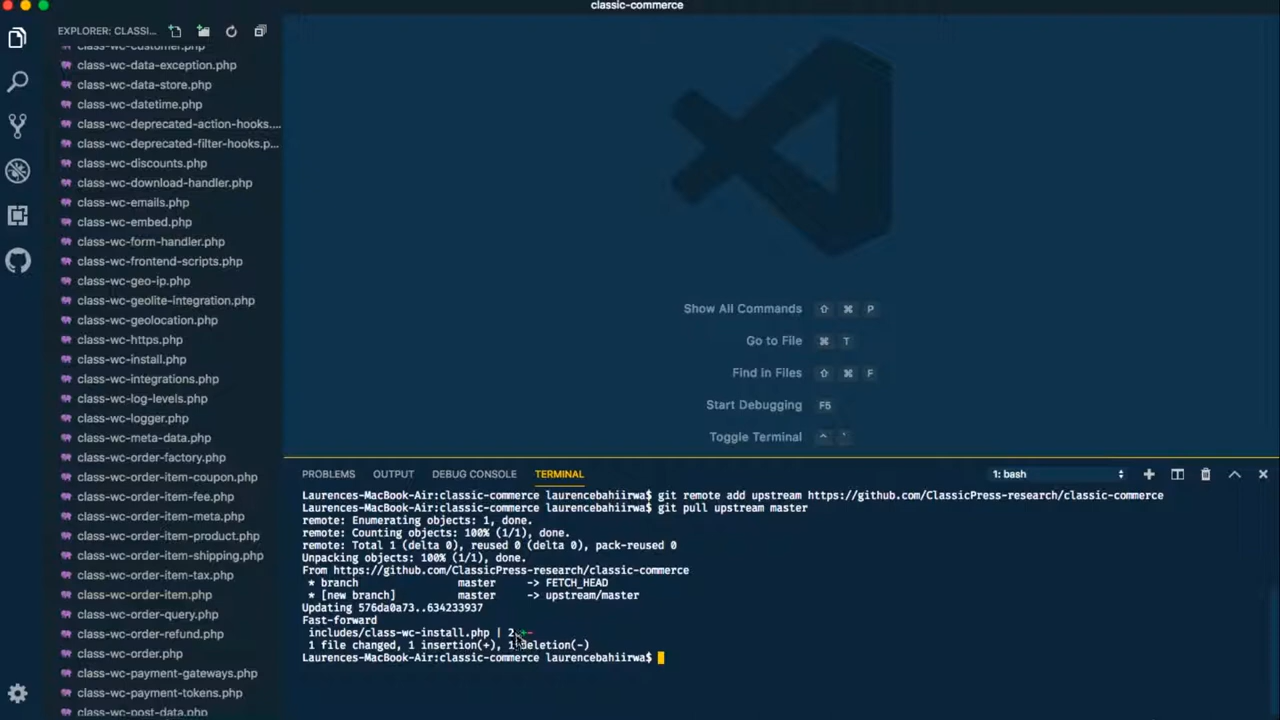 classic-commerce
EXPLORER: CLASSI...
class-wc-customer.php
class-wc-data-exception.php
class-wc-data-store.php
class-wc-datetime.php
class-wc-deprecated-action-hooks....
class-wc-deprecated-filter-hooks.p...
class-wc-discounts.php
class-wc-download-handler.php
class-wc-emails.php
class-wc-embed.php
class-wc-form-handler.php
class-wc-frontend-scripts.php
class-wc-geo-ip.php
class-wc-geolite-integration.php
class-wc-geolocation.php
class-wc-https.php
class-wc-install.php
class-wc-integrations.php
class-wc-log-levels.php
class-wc-logger.php
class-wc-meta-data.php
class-wc-order-factory.php
class-wc-order-item-coupon.php
class-wc-order-item-fee.php
class-wc-order-item-meta.php
class-wc-order-item-product.php
class-wc-order-item-shipping.php
class-wc-order-item-tax.php
class-wc-order-item.php
class-wc-order-query.php
class-wc-order-refund.php
class-wc-order.php
class-wc-payment-gateways.php
class-wc-payment-tokens.php
class-wc-post-data.php
Show All Commands ⇧ ⌘ P
Go to File ⌘ T
Find in Files ⇧ ⌘ F
Start Debugging F5
Toggle Terminal ^ `
PROBLEMS OUTPUT DEBUG CONSOLE TERMINAL 1: bash
Laurences-MacBook-Air:classic-commerce laurencebahiirwa$ git remote add upstream https://github.com/ClassicPress-research/classic-commerce
Laurences-MacBook-Air:classic-commerce laurencebahiirwa$ git pull upstream master
remote: Enumerating objects: 1, done.
remote: Counting objects: 100% (1/1), done.
remote: Total 1 (delta 0), reused 0 (delta 0), pack-reused 0
Unpacking objects: 100% (1/1), done.
From https://github.com/ClassicPress-research/classic-commerce
* branch master -> FETCH_HEAD
* [new branch] master -> upstream/master
Updating 576da0a73..634233937
Fast-forward
includes/class-wc-install.php | 2 +-
1 file changed, 1 insertion(+), 1 deletion(-)
Laurences-MacBook-Air:classic-commerce laurencebahiirwa$